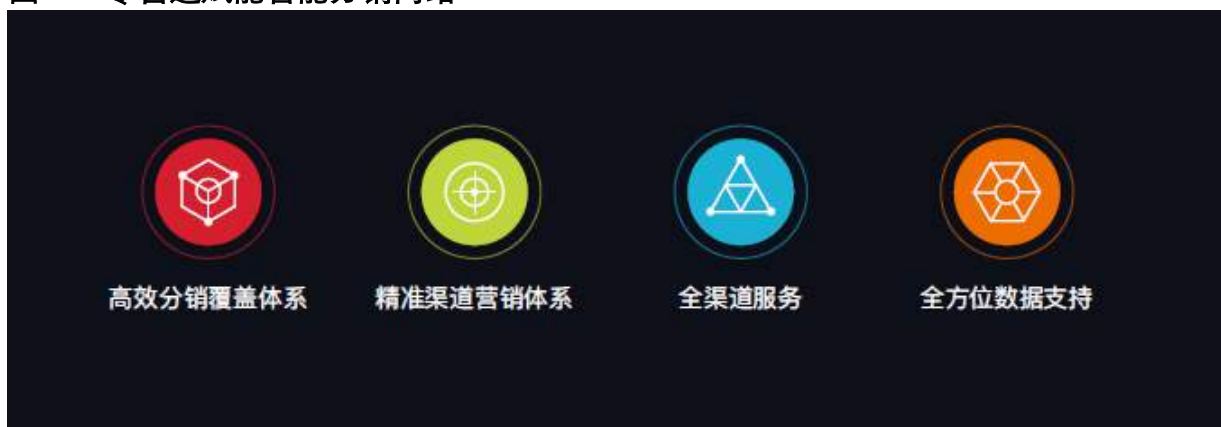 高效分销覆盖体系
精准渠道营销体系
全渠道服务
全方位数据支持